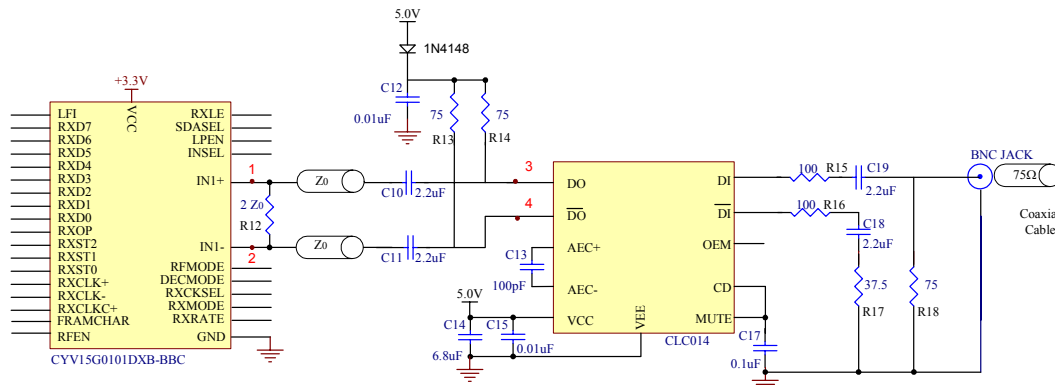 5.0V
1N4148
+3.3V
C12
0.01uF
75
R13
75
R14
LFI
RXD7
RXD6
RXD5
RXD4
RXD3
RXD2
RXD1
RXD0
RXOP
RXST2
RXST1
RXST0
RXCLK+
RXCLK-
RXCLKC+
FRAMCHAR
RFEN
VCC
RXLE
SDASEL
LPEN
INSEL
IN1+
IN1-
RFMODE
DECMODE
RXCKSEL
RXMODE
RXRATE
GND
CYV15G0101DXB-BBC
1
2 Z0
R12
2
Z0
C10
2.2uF
Z0
C11
2.2uF
3
4
DO
DO
AEC+
AEC-
VCC
VEE
DI
DI
OEM
CD
MUTE
CLC014
C13
100pF
5.0V
C14
6.8uF
C15
0.01uF
C17
0.1uF
100
R15
C19
2.2uF
100
R16
C18
2.2uF
37.5
R17
75
R18
BNC JACK
75Ω
Coaxia
Cable